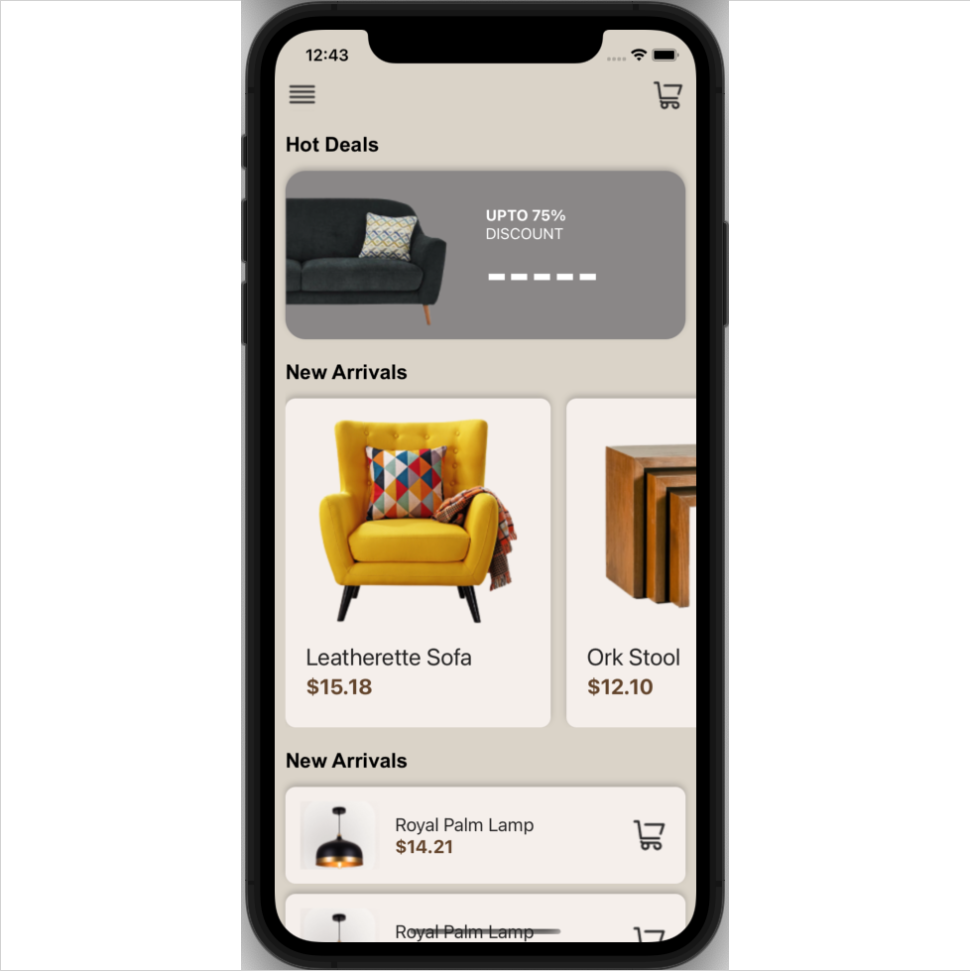 12:43
Hot Deals
UPTO 75%
DISCOUNT
New Arrivals
Leatherette Sofa
$15.18
Ork Stool
$12.10
New Arrivals
Royal Palm Lamp
$14.21
Royal Palm Lamp